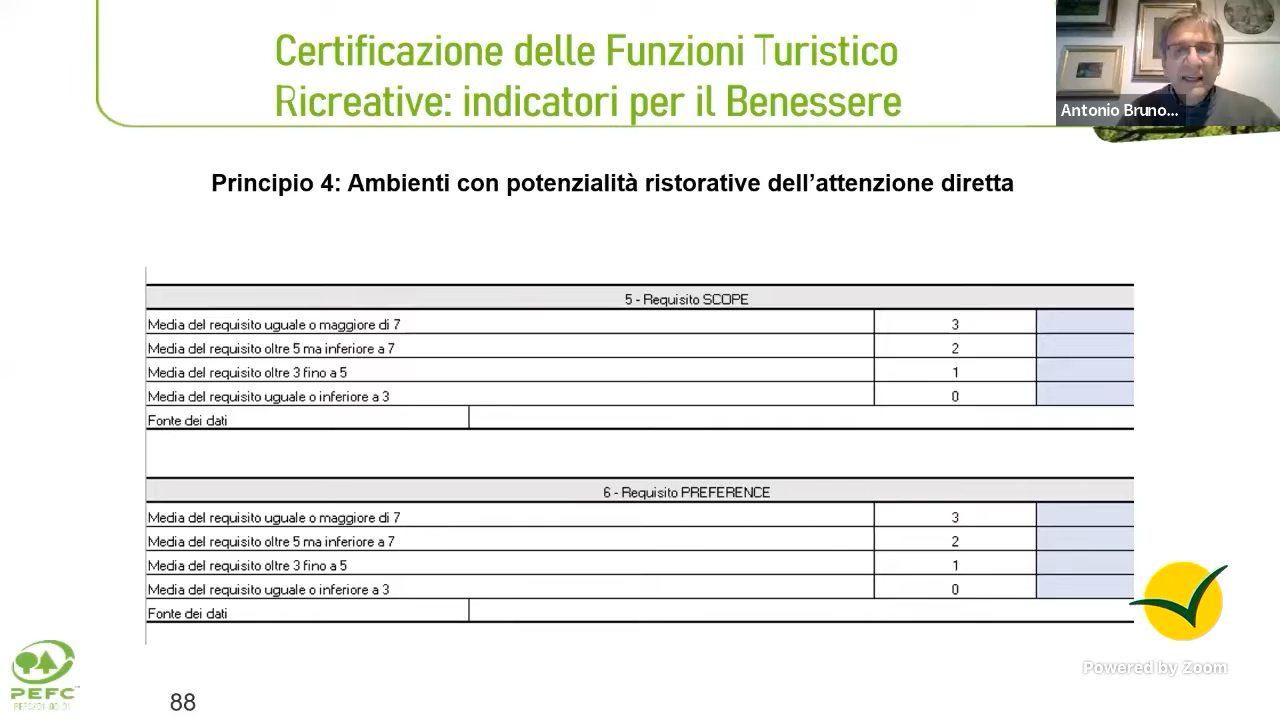 Certificazione delle Funzioni Turistico
Ricreative: indicatori per il Benessere
Antonio Bruno...
Principio 4: Ambienti con potenzialità ristorative dell'attenzione diretta
5 - Requisito SCOPE
Media del requisito uguale o maggiore di 7 3
Media del requisito oltre 5 ma inferiore a 7 2
Media del requisito oltre 3 fino a 5 1
Media del requisito uguale o inferiore a 3 0
Fonte dei dati
6 - Requisito PREFERENCE
Media del requisito uguale o maggiore di 7 3
Media del requisito oltre 5 ma inferiore a 7 2
Media del requisito oltre 3 fino a 5 1
Media del requisito uguale o inferiore a 3 0
Fonte dei dati
Powered by Zoom
PEFC
88